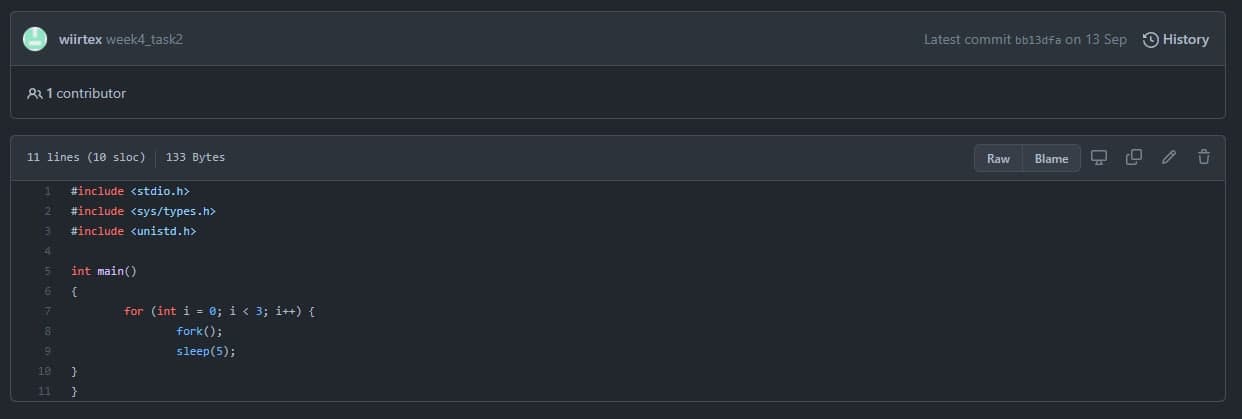 wiirtex week4_task2 Latest commit bb13dfa on 13 Sep History
1 contributor
11 lines (10 sloc) 133 Bytes Raw Blame
1 #include <stdio.h>
2 #include <sys/types.h>
3 #include <unistd.h>
4
5 int main()
6 {
7 for (int i = 0; i < 3; i++) {
8 fork();
9 sleep(5);
10 }
11 }